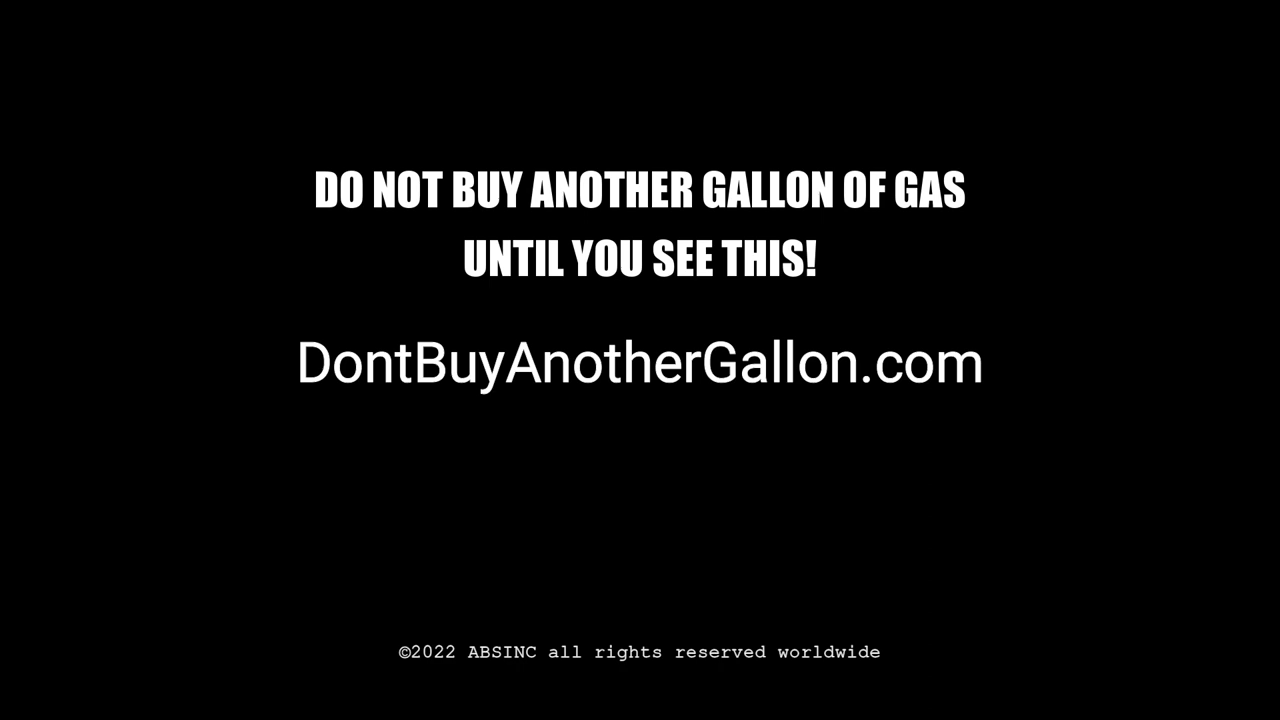 DO NOT BUY ANOTHER GALLON OF GAS
UNTIL YOU SEE THIS!
DontBuyAnotherGallon.com
©2022 ABSINC all rights reserved worldwide